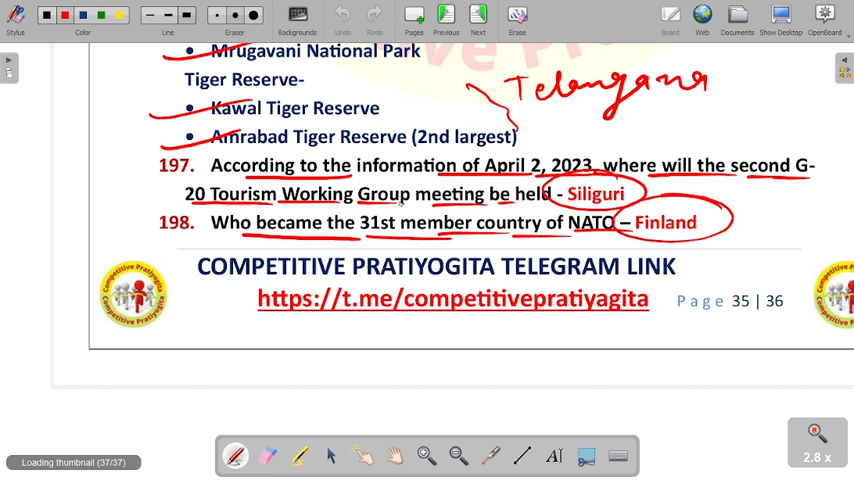 Stylus
Color
Line
Eraser
Backgrounds
Undo
Redo
Pages
Previous
Next
Erase
Board
Web
Documents
Show Desktop
OpenBoard
• Mrugavani National Park
Tiger Reserve-
Telangana
• Kawal Tiger Reserve
• Amrabad Tiger Reserve (2nd largest)
197. According to the information of April 2, 2023, where will the second G-
20 Tourism Working Group meeting be held - Siliguri
198. Who became the 31st member country of NATO – Finland
COMPETITIVE PRATIYOGITA TELEGRAM LINK
https://t.me/competitivepratiyagita
Page 35 | 36
Loading thumbnail (37/37)
2.8 x